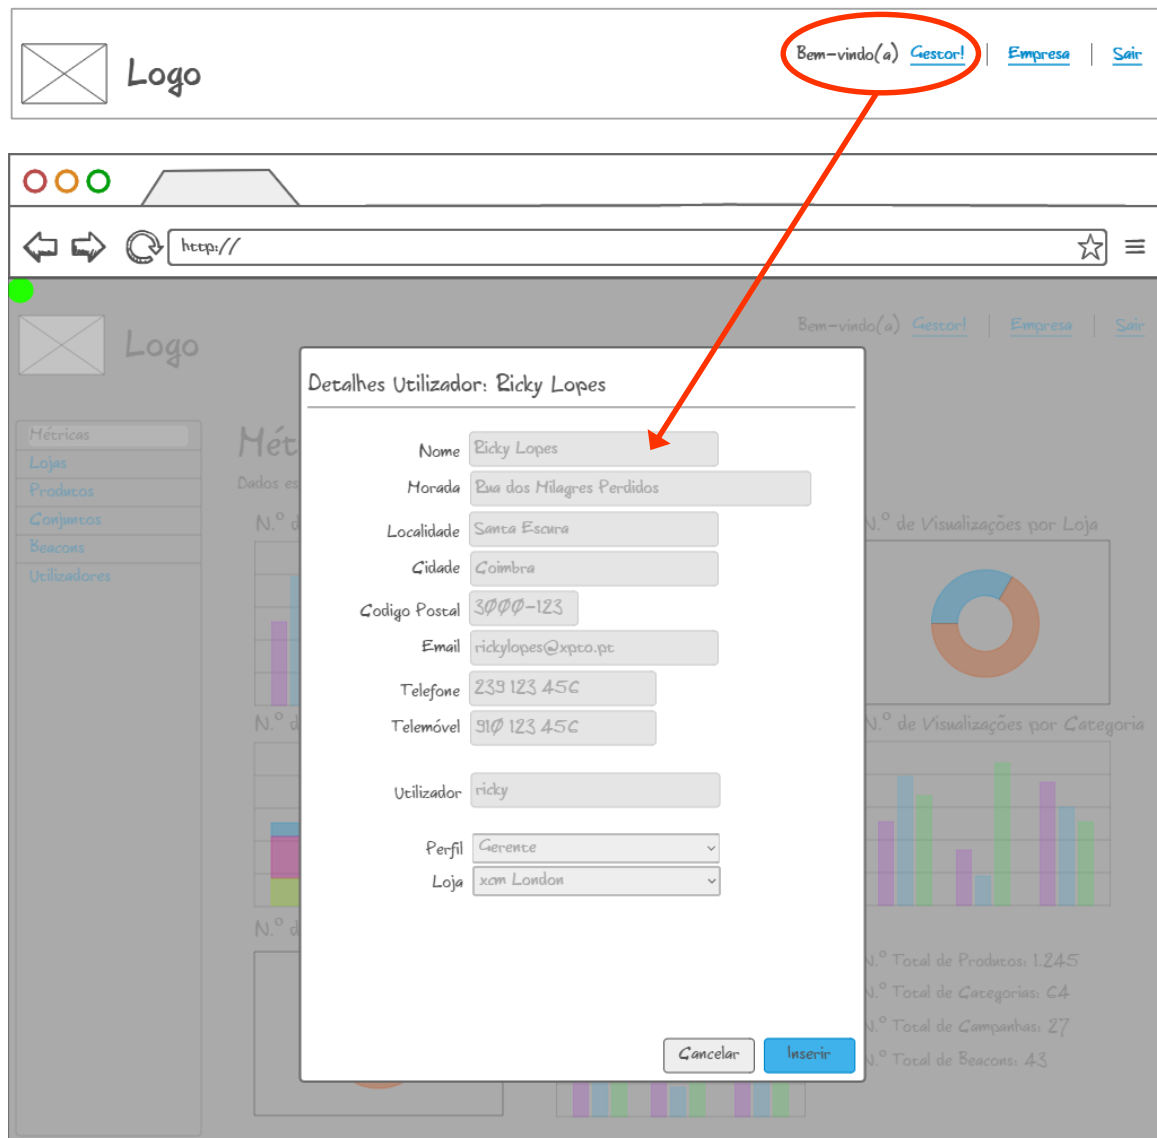 Logo
Bem-vindo(a) Gestor! | Empresa | Sair
http://
Logo
Bem-vindo(a) Gestor! | Empresa | Sair
Métricas
Lojas
Produtos
Conjuntos
Beacons
Utilizadores
Mét
Dados es
Detalhes Utilizador: Ricky Lopes
Nome Ricky Lopes
Morada Rua dos Milagres Perdidos
Localidade Santa Escura
Cidade Coimbra
Codigo Postal 3000-123
Email rickylopes@xpto.pt
Telefone 239 123 456
Telemóvel 910 123 456
Utilizador ricky
Perfil Gerente
Loja xcm London
Cancelar Inserir
N.º d
N.º de Visualizações por Loja
N.º d
N.º de Visualizações por Categoria
N.º d
N.º Total de Produtos: 1.245
N.º Total de Categorias: 64
N.º Total de Campanhas: 27
N.º Total de Beacons: 43